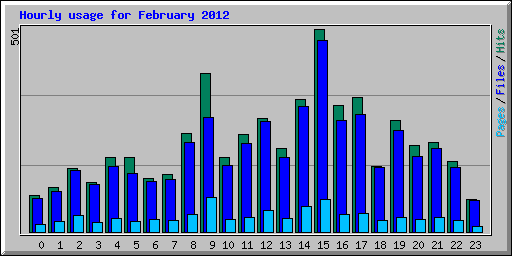 Hourly usage for February 2012
501
Pages / Files / Hits
0 1 2 3 4 5 6 7 8 9 10 11 12 13 14 15 16 17 18 19 20 21 22 23